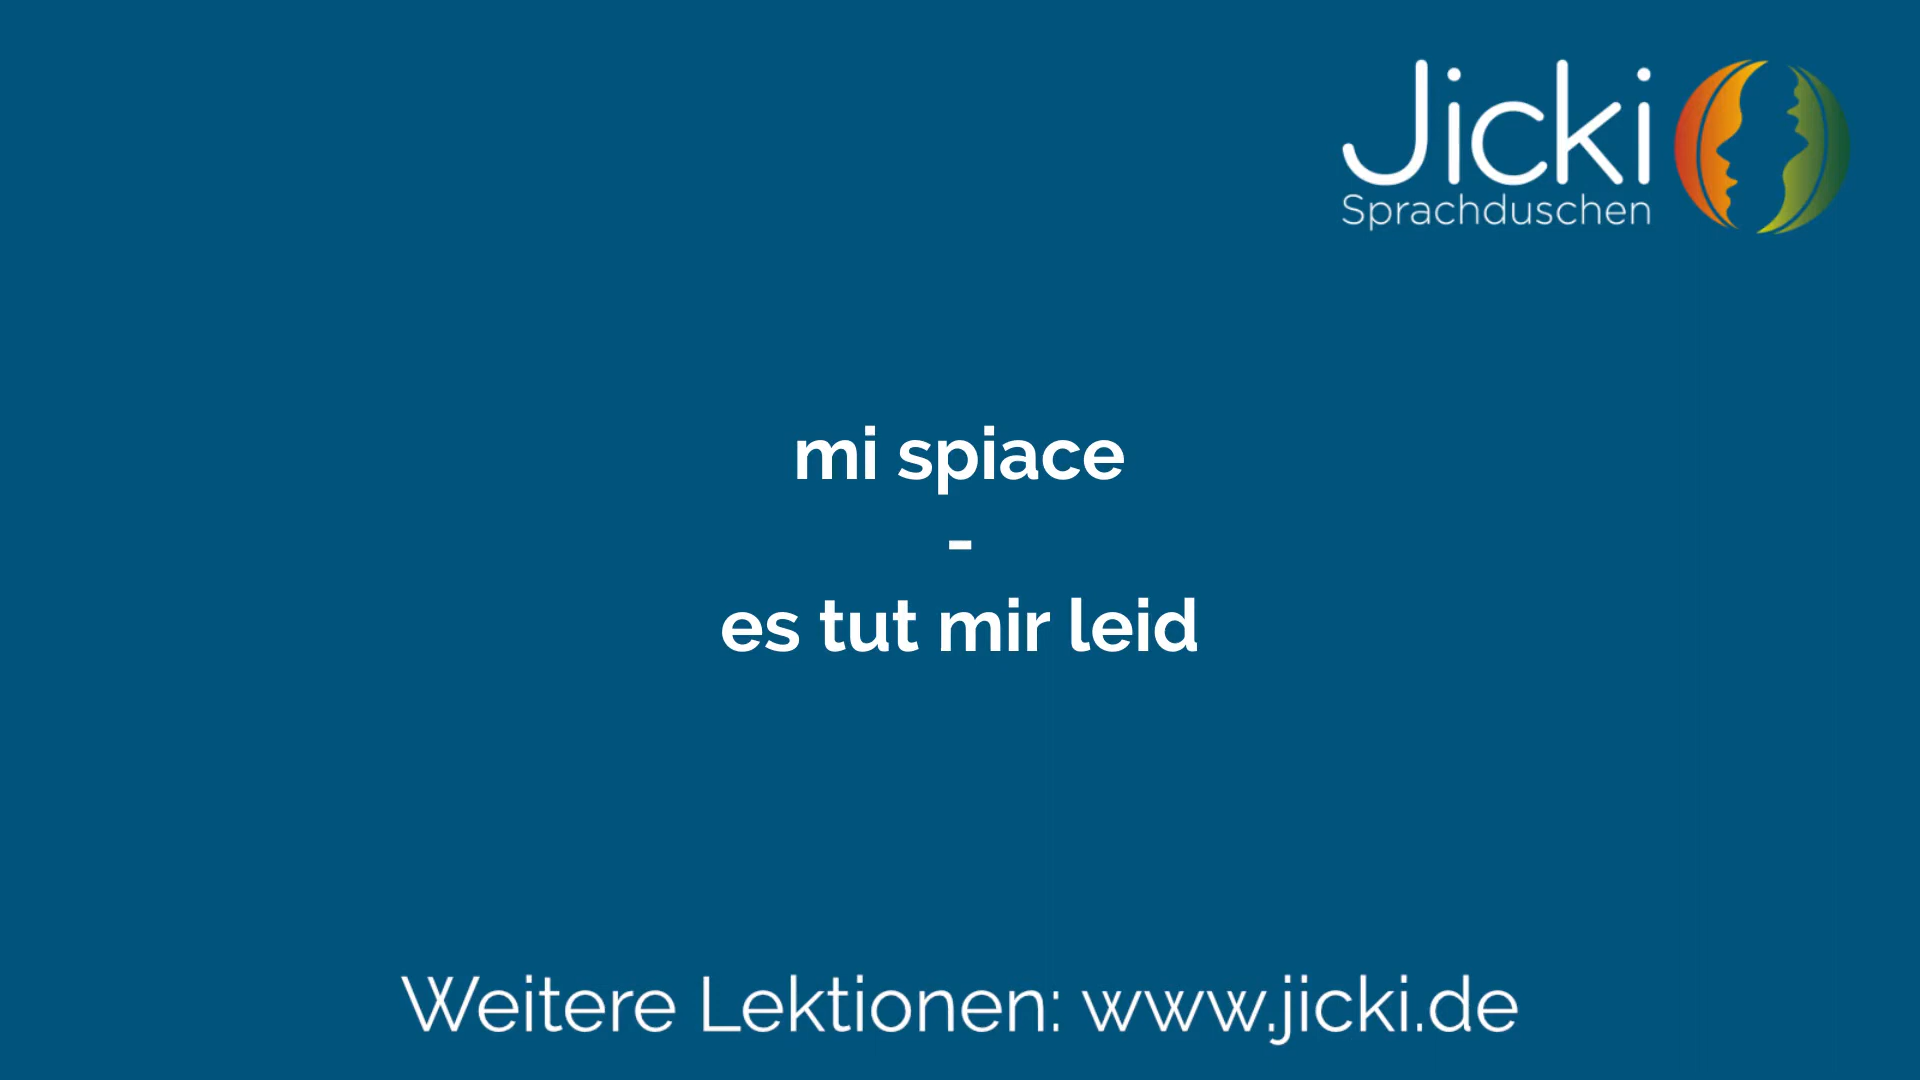 Jicki
Sprachduschen
mi spiace
-
es tut mir leid
Weitere Lektionen: www.jicki.de